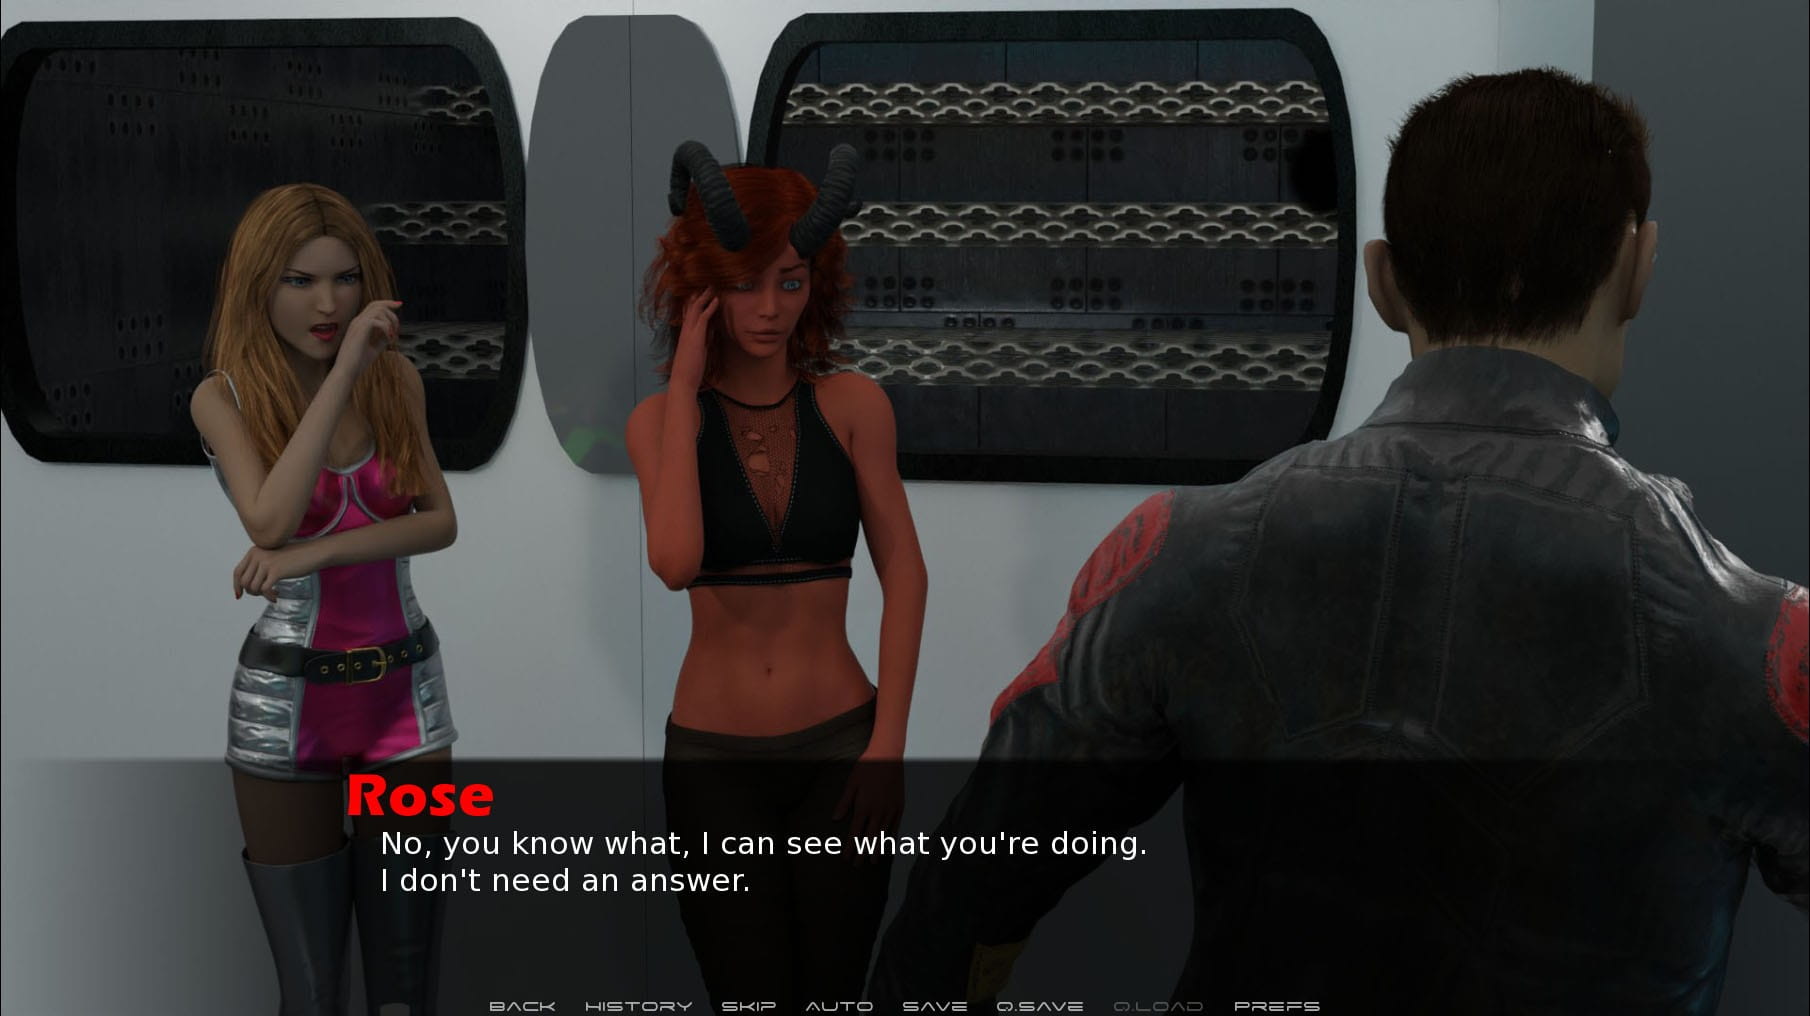 Rose
No, you know what, I can see what you're doing.
I don't need an answer.
BACK HISTORY SKIP AUTO SAVE Q.SAVE Q.LOAD PREFS